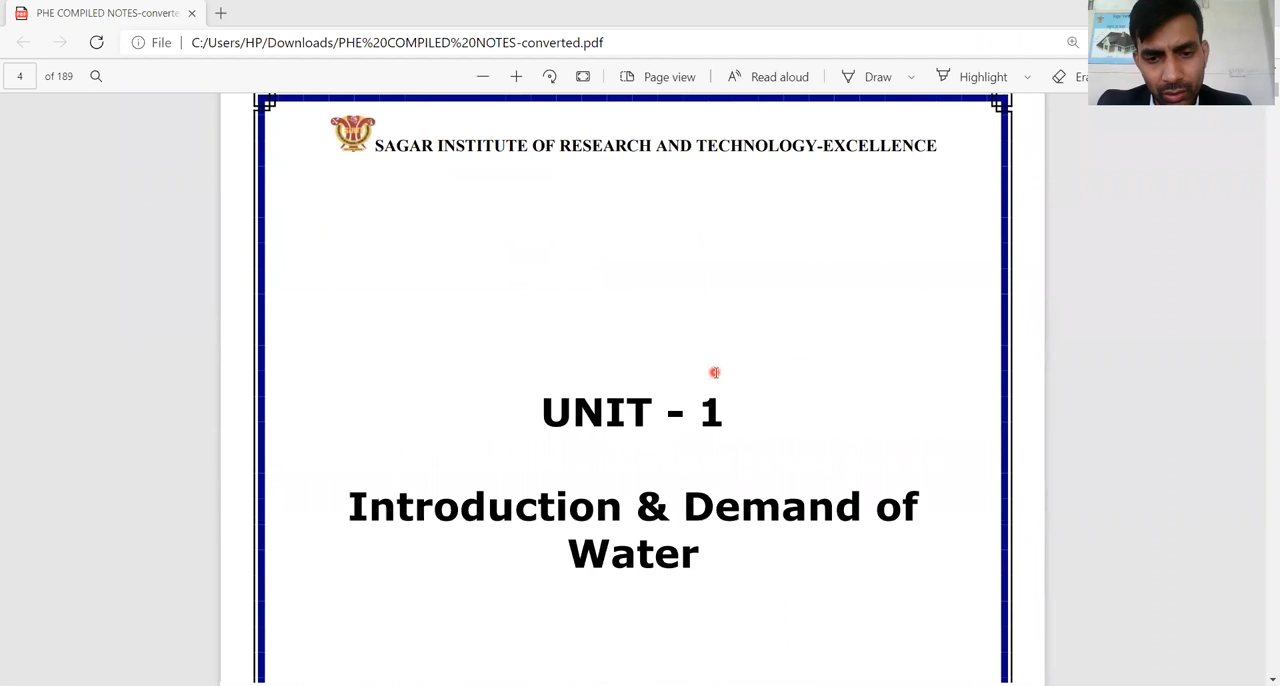 PHE COMPILED NOTES-converte
File
C:/Users/HP/Downloads/PHE%20COMPILED%20NOTES-converted.pdf
4 of 189
Page view
Read aloud
Draw
Highlight
Era
SAGAR INSTITUTE OF RESEARCH AND TECHNOLOGY-EXCELLENCE
UNIT - 1
Introduction & Demand of
Water